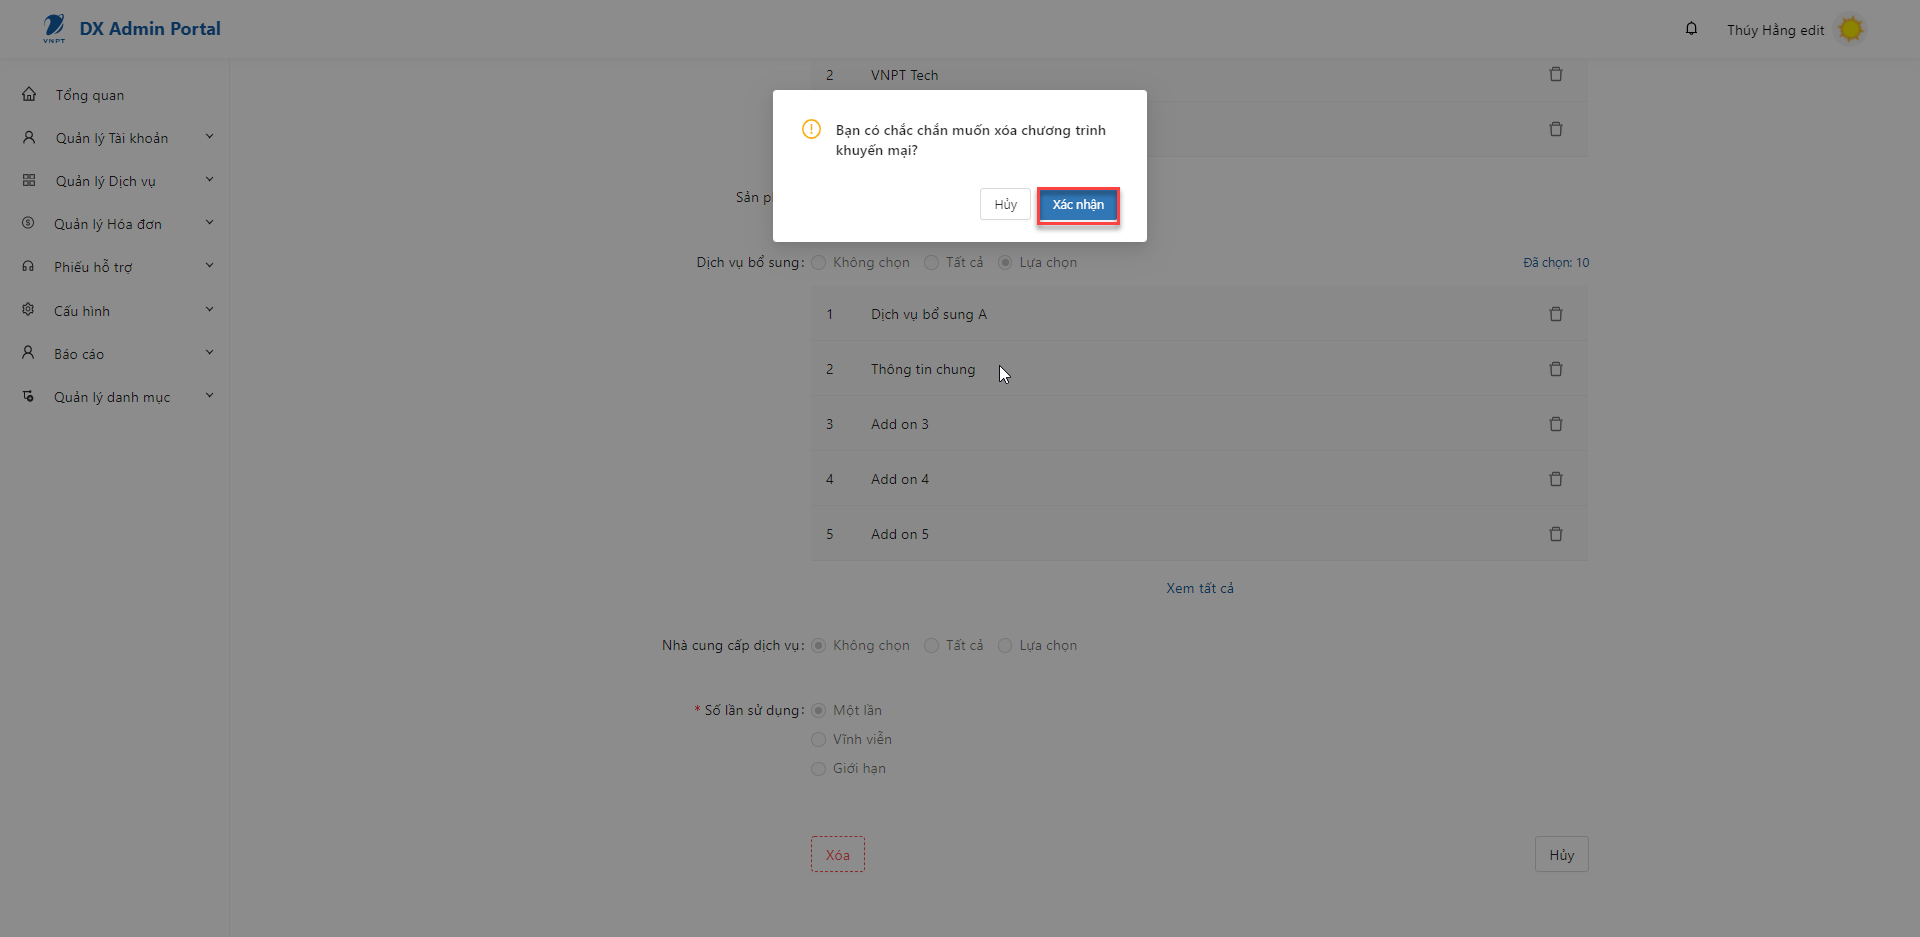 VNPT
DX Admin Portal
Thúy Hằng edit
Tổng quan
Quản lý Tài khoản
Quản lý Dịch vụ
Quản lý Hóa đơn
Phiếu hỗ trợ
Cấu hình
Báo cáo
Quản lý danh mục
2 VNPT Tech
Bạn có chắc chắn muốn xóa chương trình
khuyến mại?
Hủy Xác nhận
Sản
Dịch vụ bổ sung: Không chọn Tất cả Lựa chọn Đã chọn: 10
1 Dịch vụ bổ sung A
2 Thông tin chung
3 Add on 3
4 Add on 4
5 Add on 5
Xem tất cả
Nhà cung cấp dịch vụ: Không chọn Tất cả Lựa chọn
* Số lần sử dụng: Một lần
Vĩnh viễn
Giới hạn
Xóa Hủy